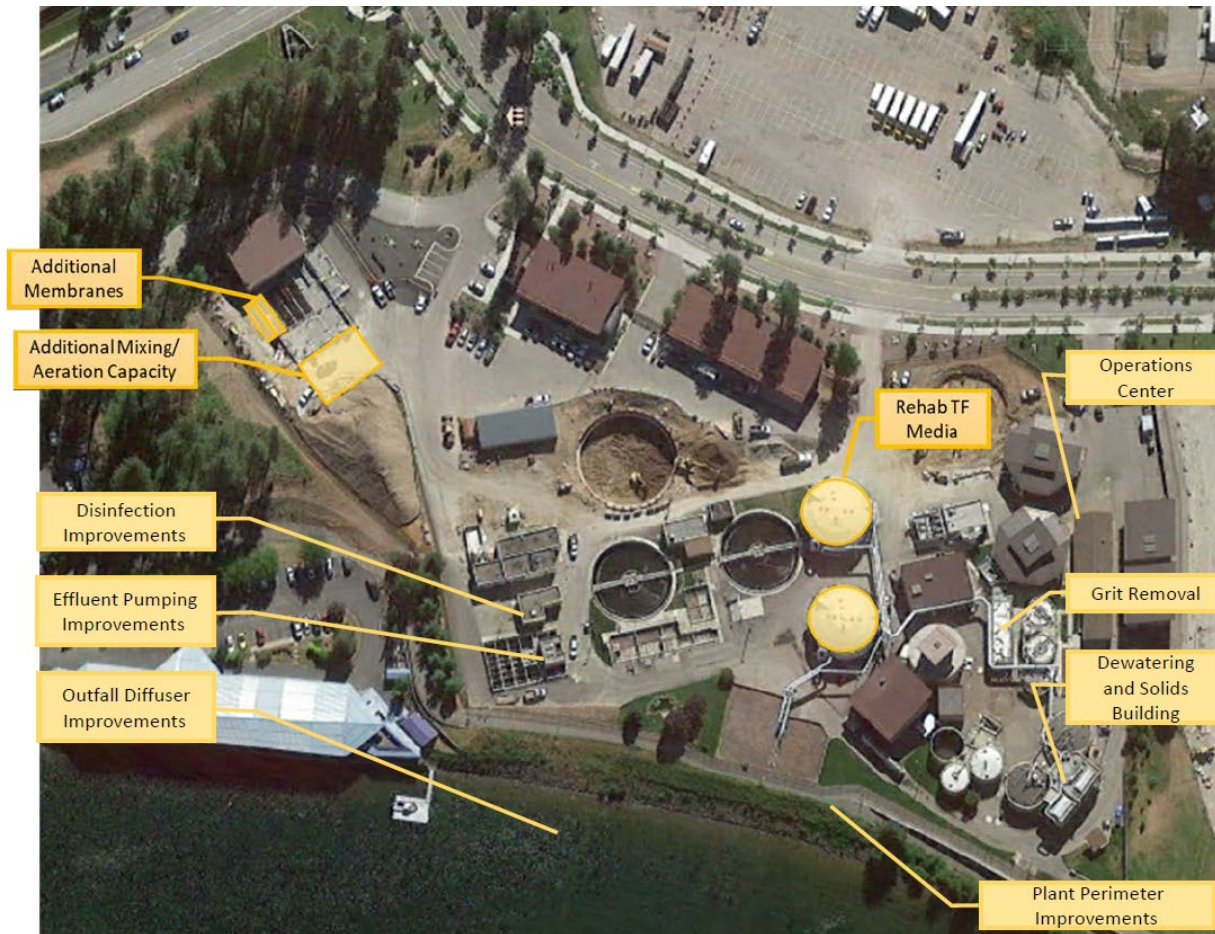 Additional
Membranes
Additional Mixing/
Aeration Capacity
Disinfection
Improvements
Effluent Pumping
Improvements
Outfall Diffuser
Improvements
Rehab TF
Media
Operations
Center
Grit Removal
Dewatering
and Solids
Building
Plant Perimeter
Improvements